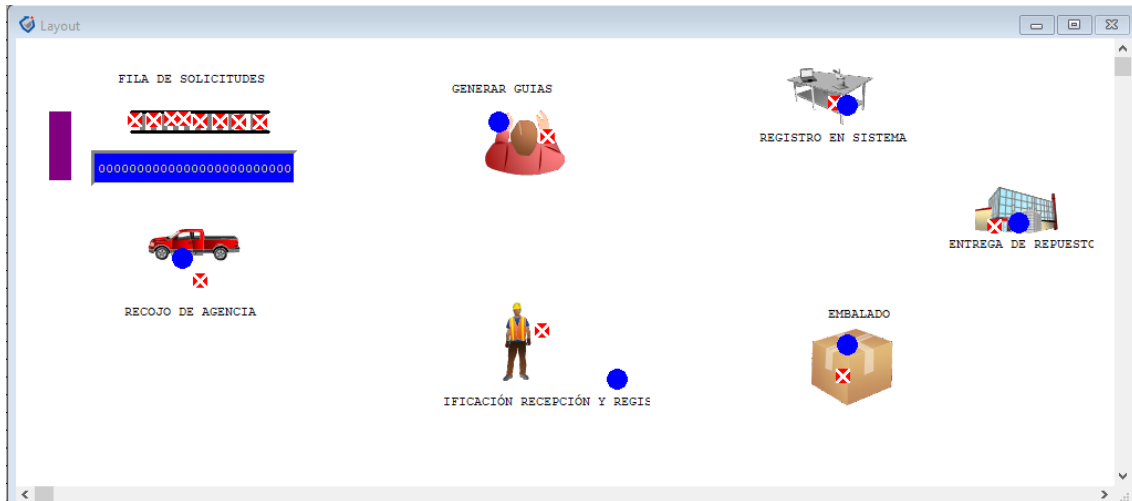 Layout
FILA DE SOLICITUDES
GENERAR GUIAS
REGISTRO EN SISTEMA
ENTREGA DE REPUESTO
RECOJO DE AGENCIA
EMBALADO
IFICACIÓN RECEPCIÓN Y REGIS